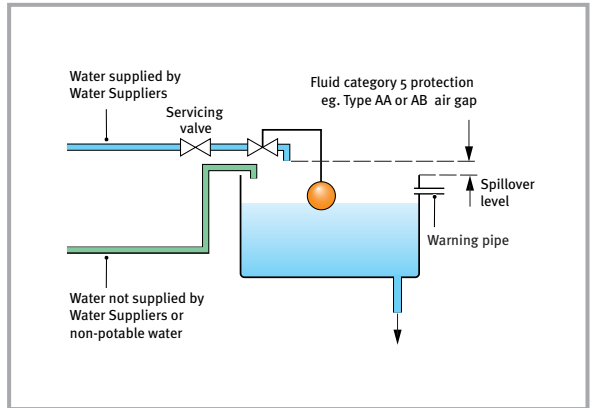 Water supplied by
Water Suppliers
Servicing
valve
Fluid category 5 protection
eg. Type AA or AB air gap
Spillover
level
Warning pipe
Water not supplied by
Water Suppliers or
non-potable water